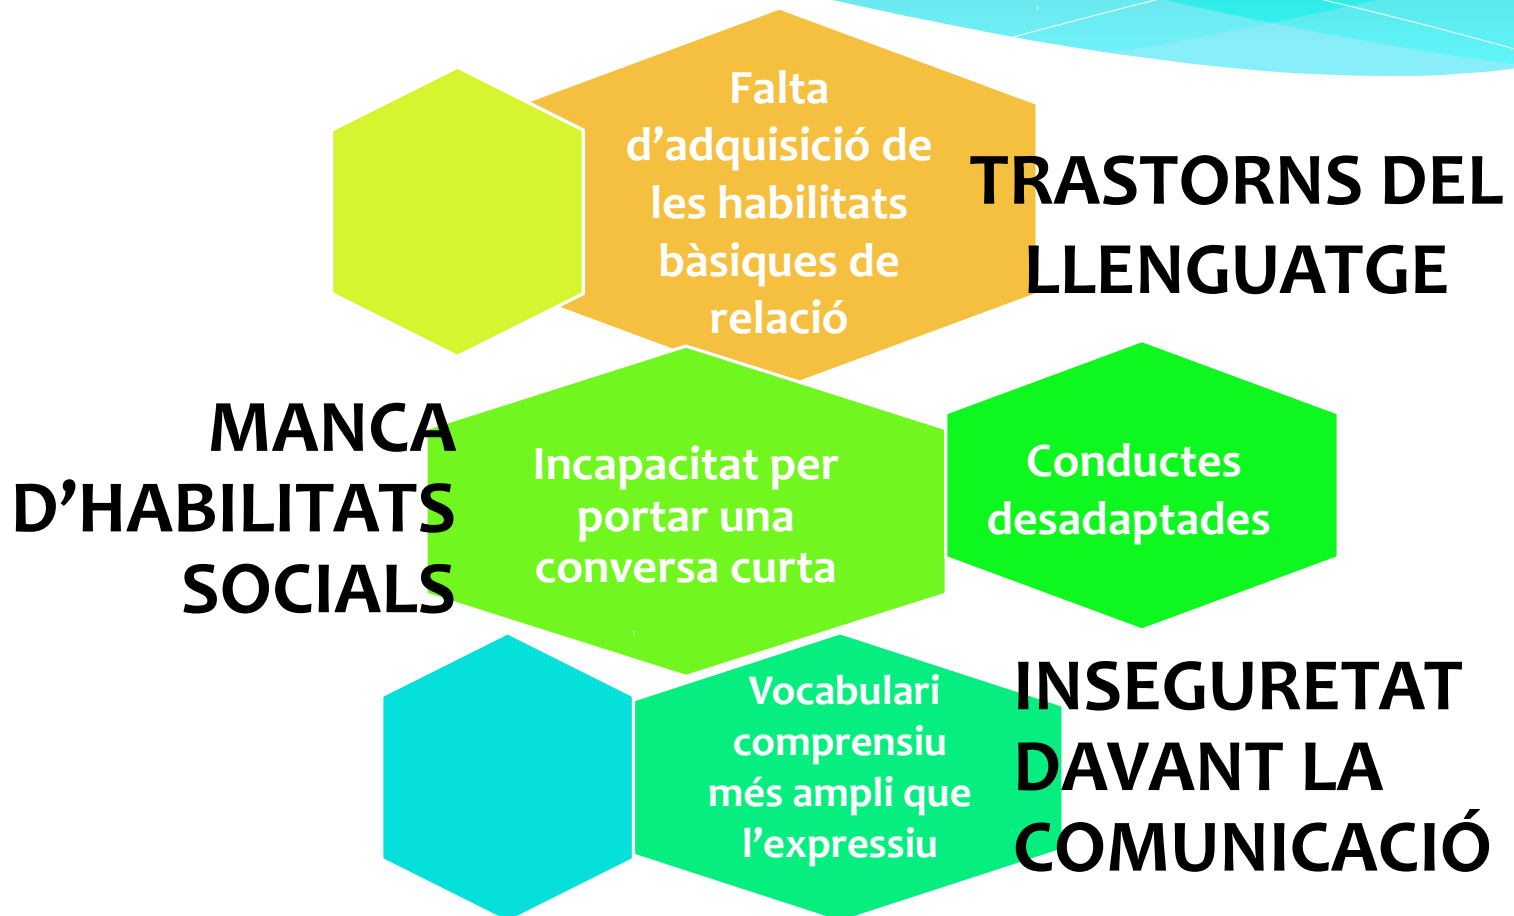 Falta
d’adquisició de
les habilitats
bàsiques de
relació
TRASTORNS DEL
LLENGUATGE
MANCA
D’HABILITATS
SOCIALS
Incapacitat per
portar una
conversa curta
Conductes
desadaptades
Vocabulari
comprensiu
més ampli que
l’expressiu
INSEGURETAT
DAVANT LA
COMUNICACIÓ